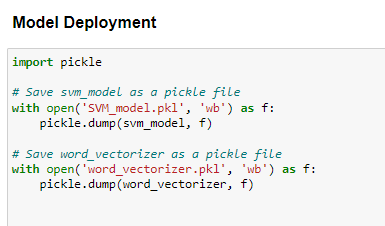 Model Deployment
import pickle
# Save svm_model as a pickle file
with open('SVM_model.pkl', 'wb') as f:
    pickle.dump(svm_model, f)
# Save word_vectorizer as a pickle file
with open('word_vectorizer.pkl', 'wb') as f:
    pickle.dump(word_vectorizer, f)